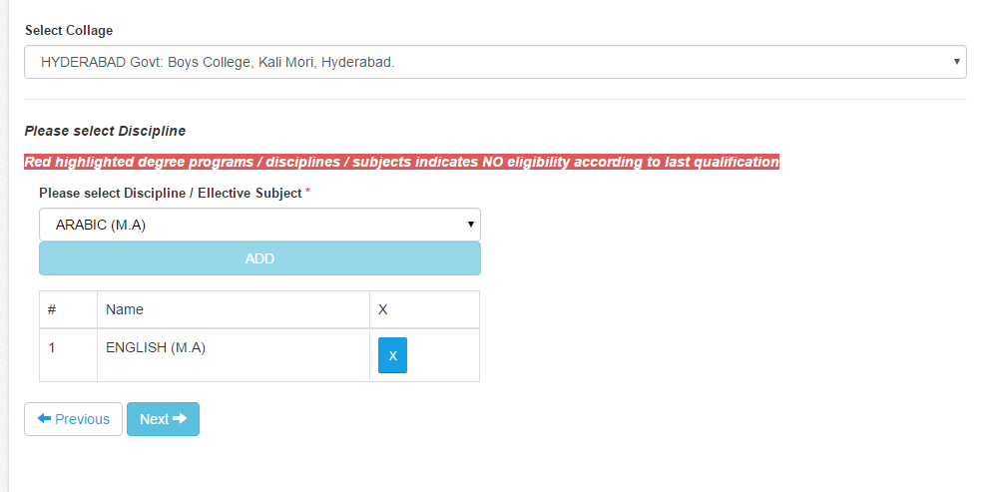 Select Collage
HYDERABAD Govt: Boys College, Kali Mori, Hyderabad.
Please select Discipline
Red highlighted degree programs / disciplines / subjects indicates NO eligibility according to last qualification
Please select Discipline / Ellective Subject *
ARABIC (M.A)
ADD
# Name X
1 ENGLISH (M.A) X
Previous Next